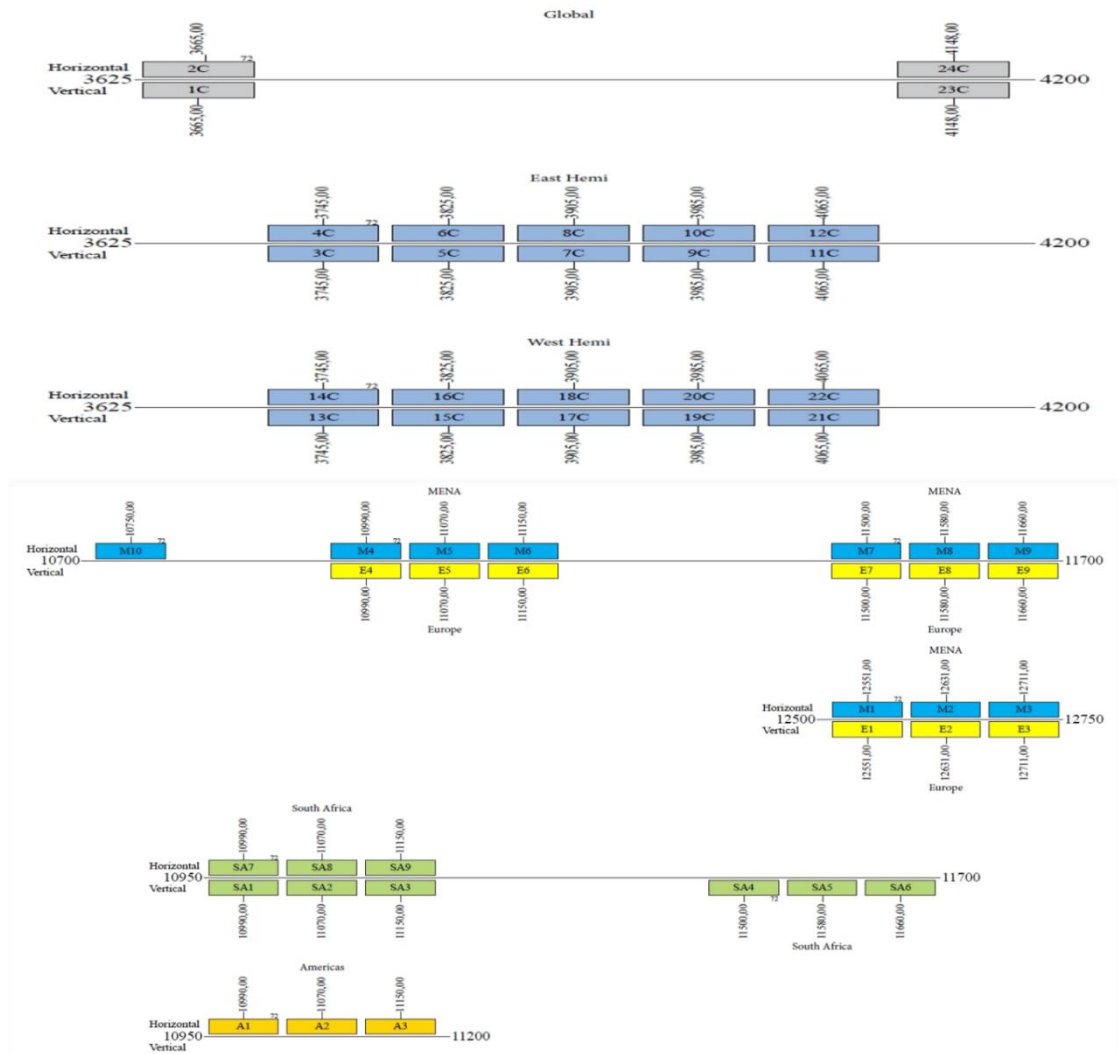 Global
3665,00 4148,00
72
Horizontal 2C 24C
3625 4200
Vertical 1C 23C
3665,00 4148,00
East Hemi
3745,00 3825,00 3905,00 3985,00 4065,00
72
Horizontal 4C 6C 8C 10C 12C
3625 4200
Vertical 3C 5C 7C 9C 11C
3745,00 3825,00 3905,00 3985,00 4065,00
West Hemi
3745,00 3825,00 3905,00 3985,00 4065,00
72
Horizontal 14C 16C 18C 20C 22C
3625 4200
Vertical 13C 15C 17C 19C 21C
3745,00 3825,00 3905,00 3985,00 4065,00
MENA MENA
10750,00 10990,00 11070,00 11150,00 11500,00 11580,00 11660,00
72 72 72
Horizontal M10 M4 M5 M6 M7 M8 M9
10700 11700
Vertical E4 E5 E6 E7 E8 E9
10990,00 11070,00 11150,00 11500,00 11580,00 11660,00
Europe Europe
MENA
12551,00 12631,00 12711,00
72
Horizontal M1 M2 M3
12500 12750
Vertical E1 E2 E3
12551,00 12631,00 12711,00
Europe
South Africa
10990,00 11070,00 11150,00
72
Horizontal SA7 SA8 SA9
10950 11700
Vertical SA1 SA2 SA3 SA4 SA5 SA6
72
10990,00 11070,00 11150,00 11500,00 11580,00 11660,00
South Africa
Americas
10990,00 11070,00 11150,00
72
Horizontal A1 A2 A3
10950 11200
Vertical